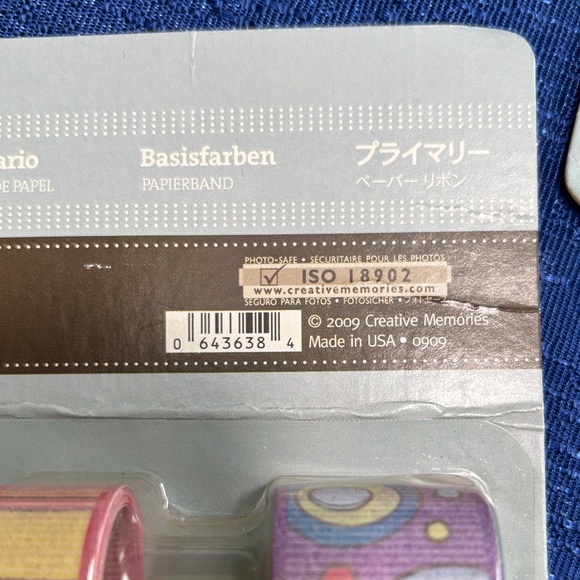 ario
DE PAPEL
Basisfarben
PAPIERBAND
プライマリー
ペーパー リボン
PHOTO-SAFE • SÉCURITAIRE POUR LES PHOTOS
ISO 18902
www.creativememories.com
SEGURO PARA FOTOS • FOTOSICHER •
0 643638 4
© 2009 Creative Memories
Made in USA • 0909